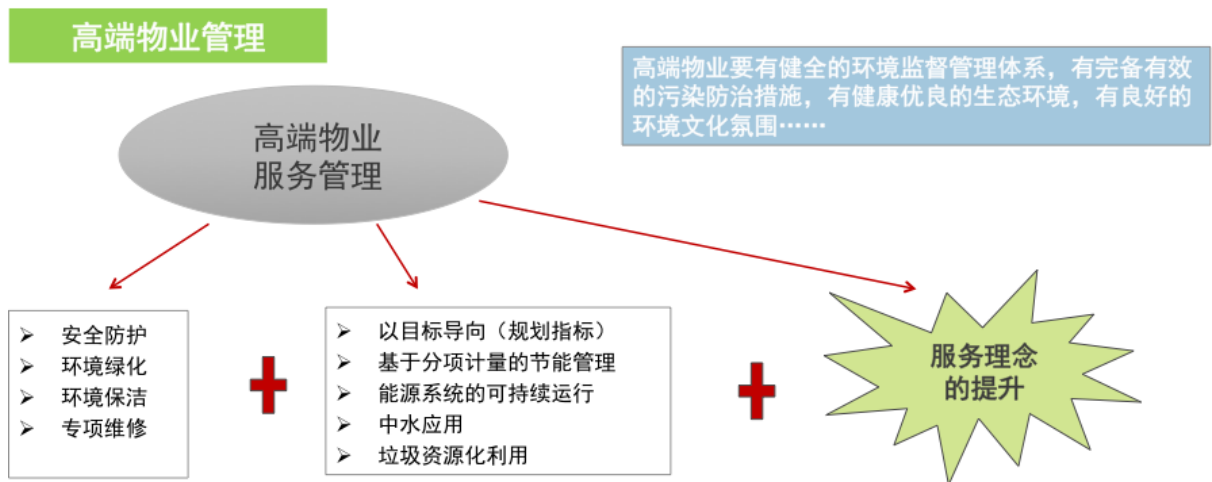 高端物业管理
高端物业要有健全的环境监督管理体系，有完备有效
的污染防治措施，有健康优良的生态环境，有良好的
环境文化氛围……
高端物业
服务管理
安全防护
环境绿化
环境保洁
专项维修
以目标导向（规划指标）
基于分项计量的节能管理
能源系统的可持续运行
中水应用
垃圾资源化利用
服务理念
的提升